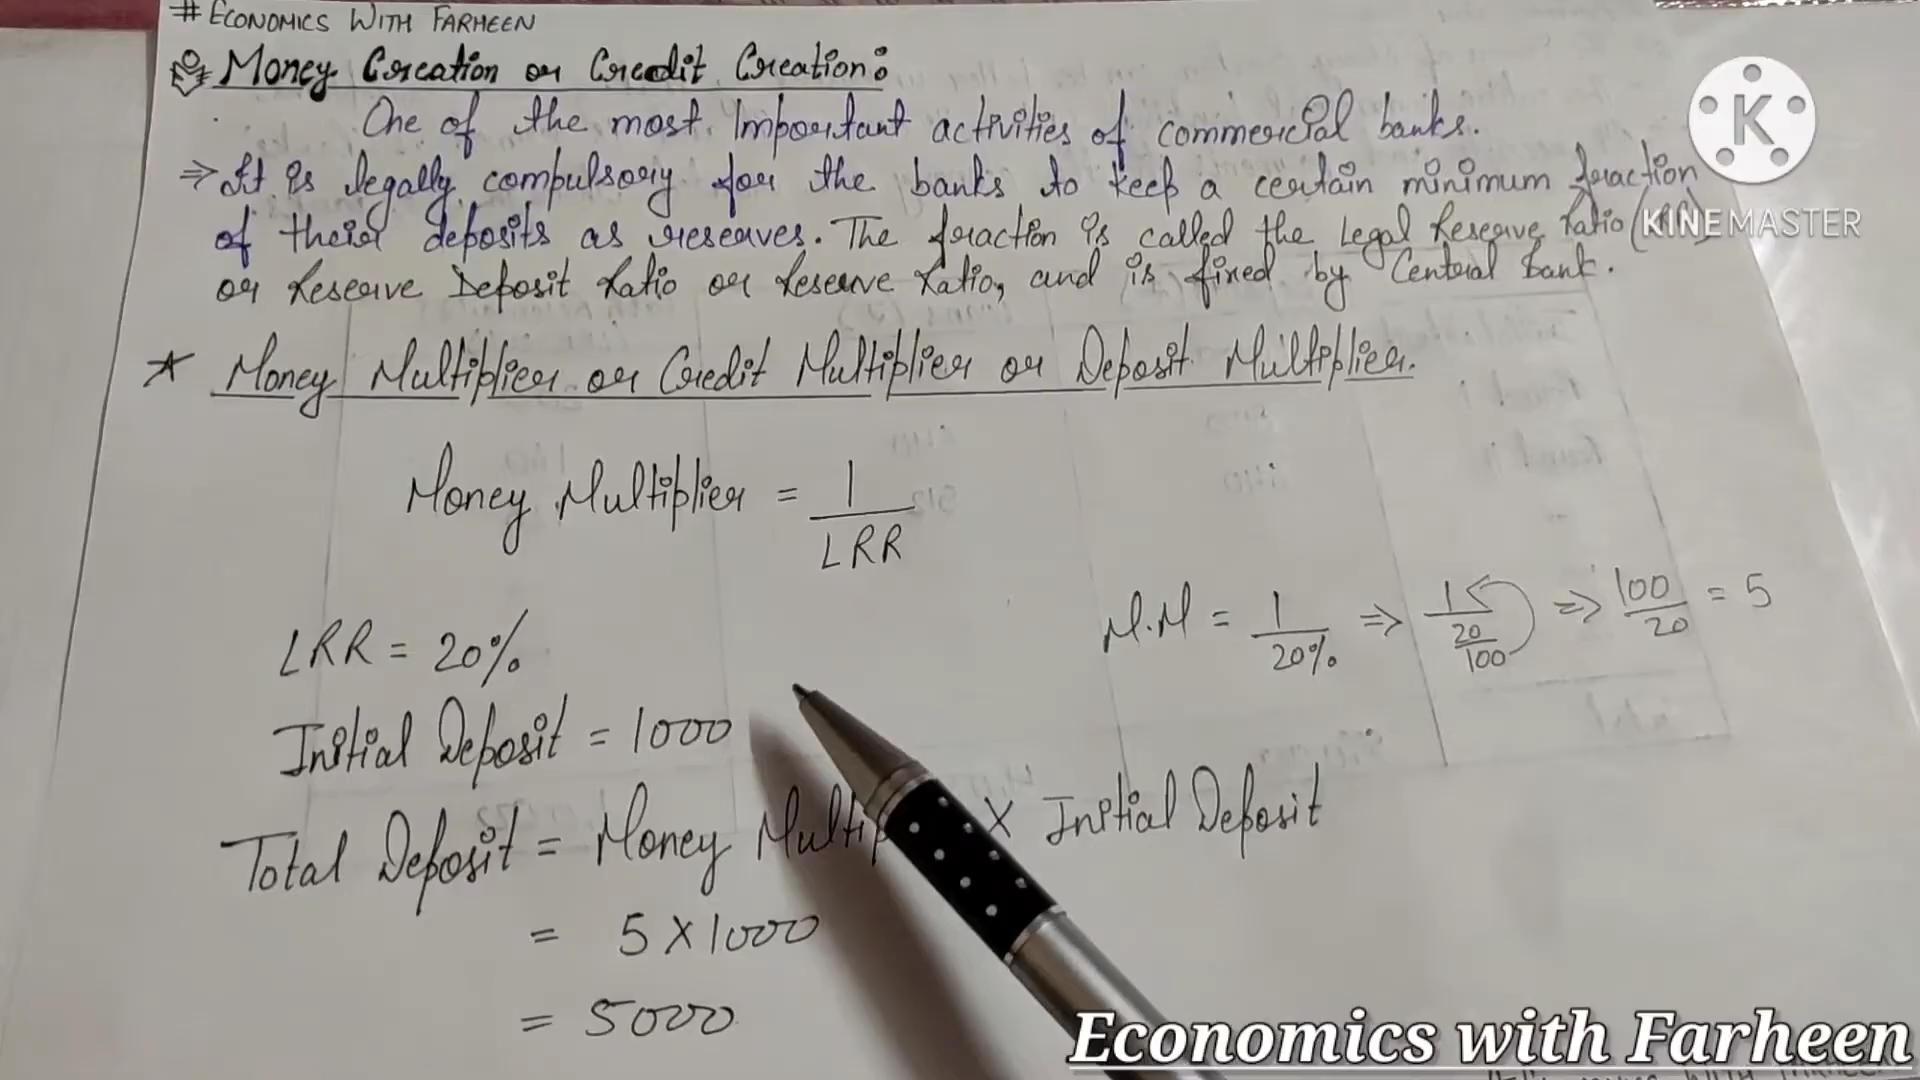 # ECONOMICS WITH FARHEEN
Money Creation or Credit Creation:
One of the most Important activities of commercial banks.
⇒ It is legally compulsory for the banks to keep a certain minimum fraction
of their deposits as reserves. The fraction is called the Legal Reserve Ratio (LRR)
or Reserve Deposit Ratio or Reserve Ratio, and is fixed by Central Bank.
K
KINEMASTER
★ Money Multiplier or Credit Multiplier or Deposit Multiplier.
Money Multiplier = 1/LRR
M.M = 1/20% ⇒ 1/(20/100) ⇒ 100/20 = 5
LRR = 20%
Initial Deposit = 1000
Total Deposit = Money Multip X Initial Deposit
= 5 X 1000
= 5000
Economics with Farheen